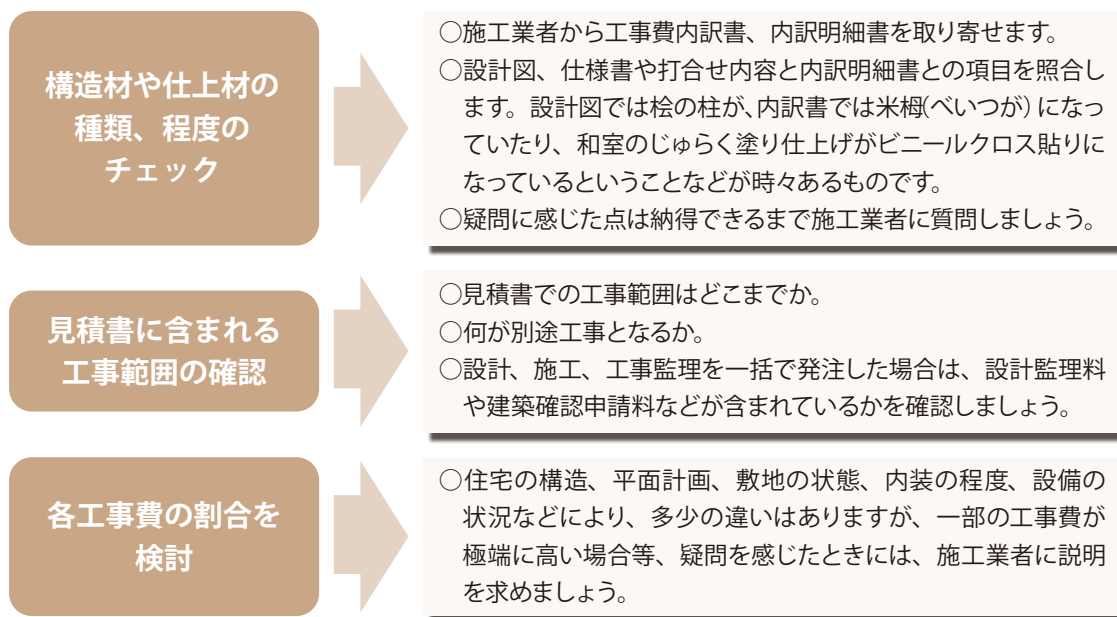 構造材や仕上材の
種類、程度の
チェック
○施工業者から工事費内訳書、内訳明細書を取り寄せます。
○設計図、仕様書や打合せ内容と内訳明細書との項目を照合し
ます。設計図では桧の柱が、内訳書では米栂(べいつが)になっ
ていたり、和室のじゅらく塗り仕上げがビニールクロス貼りに
なっているということなどが時々あるものです。
○疑問に感じた点は納得できるまで施工業者に質問しましょう。
見積書に含まれる
工事範囲の確認
○見積書での工事範囲はどこまでか。
○何が別途工事となるか。
○設計、施工、工事監理を一括で発注した場合は、設計監理料
や建築確認申請料などが含まれているかを確認しましょう。
各工事費の割合を
検討
○住宅の構造、平面計画、敷地の状態、内装の程度、設備の
状況などにより、多少の違いはありますが、一部の工事費が
極端に高い場合等、疑問を感じたときには、施工業者に説明
を求めましょう。